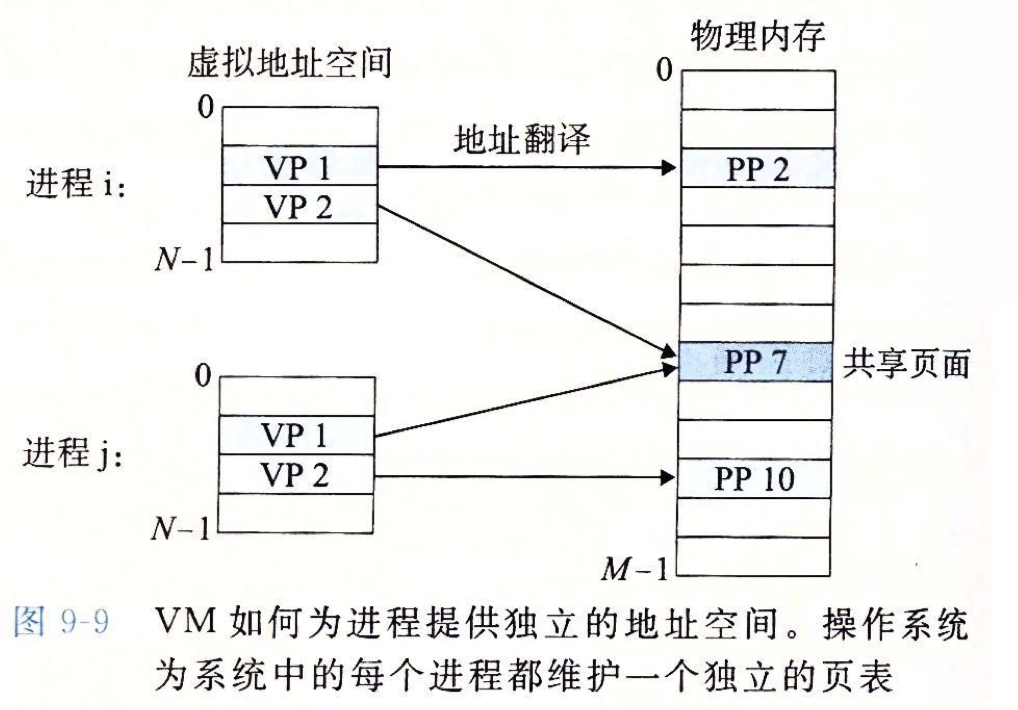 物理内存
虚拟地址空间
0
0
地址翻译
进程 i:
VP 1
PP 2
VP 2
N-1
PP 7
共享页面
0
进程 j:
VP 1
VP 2
PP 10
N-1
M-1
图 9-9 VM 如何为进程提供独立的地址空间。操作系统
为系统中的每个进程都维护一个独立的页表